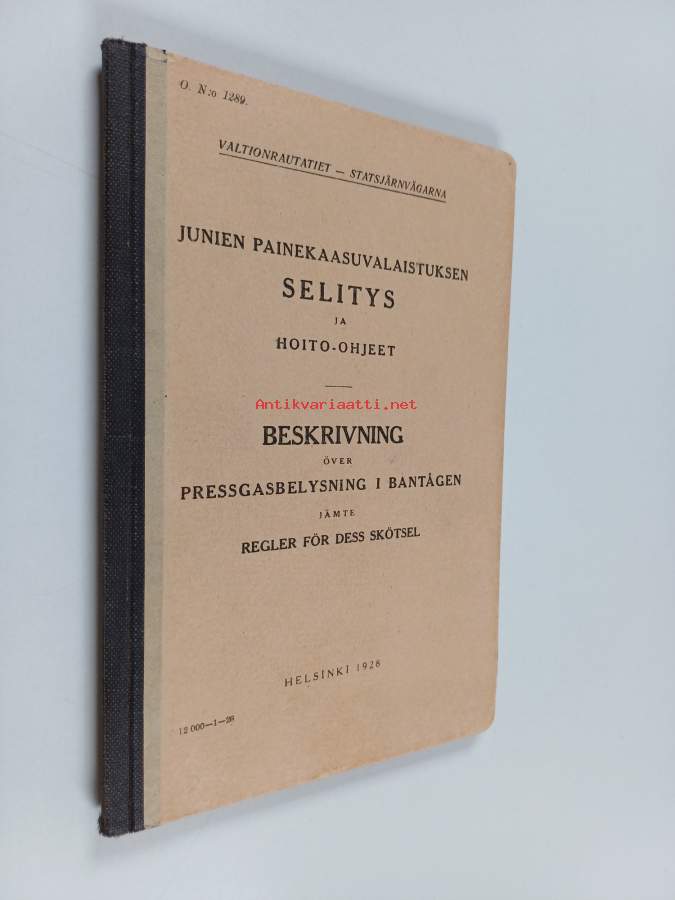 O. N:o 1289.
VALTIONRAUTATIET — STATSJÄRNVÄGARNA
JUNIEN PAINEKAASUVALAISTUKSEN
SELITYS
JA
HOITO-OHJEET
Antikvariaatti.net
BESKRIVNING
ÖVER
PRESSGASBELYSNING I BANTÅGEN
JÄMTE
REGLER FÖR DESS SKÖTSEL
HELSINKI 1928
12 000—1—28